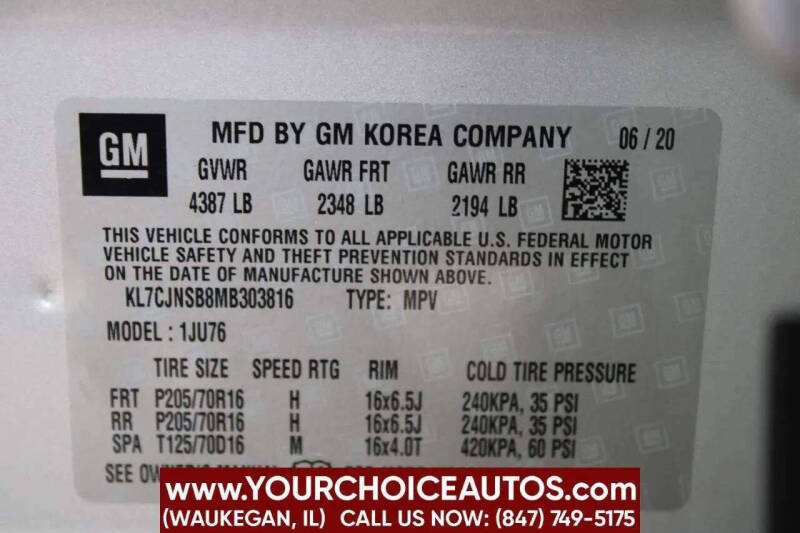 GM
MFD BY GM KOREA COMPANY 06/20
GVWR GAWR FRT GAWR RR
4387 LB 2348 LB 2194 LB
THIS VEHICLE CONFORMS TO ALL APPLICABLE U.S. FEDERAL MOTOR
VEHICLE SAFETY AND THEFT PREVENTION STANDARDS IN EFFECT
ON THE DATE OF MANUFACTURE SHOWN ABOVE.
KL7CJNSB8MB303816 TYPE: MPV
MODEL : 1JU76
TIRE SIZE SPEED RTG RIM COLD TIRE PRESSURE
FRT P205/70R16 H 16x6.5J 240KPA, 35 PSI
RR P205/70R16 H 16x6.5J 240KPA, 35 PSI
SPA T125/70D16 M 16x4.0T 420KPA, 60 PSI
SEE OWNER'S MANUAL
www.YOURCHOICEAUTOS.com
(WAUKEGAN, IL) CALL US NOW: (847) 749-5175